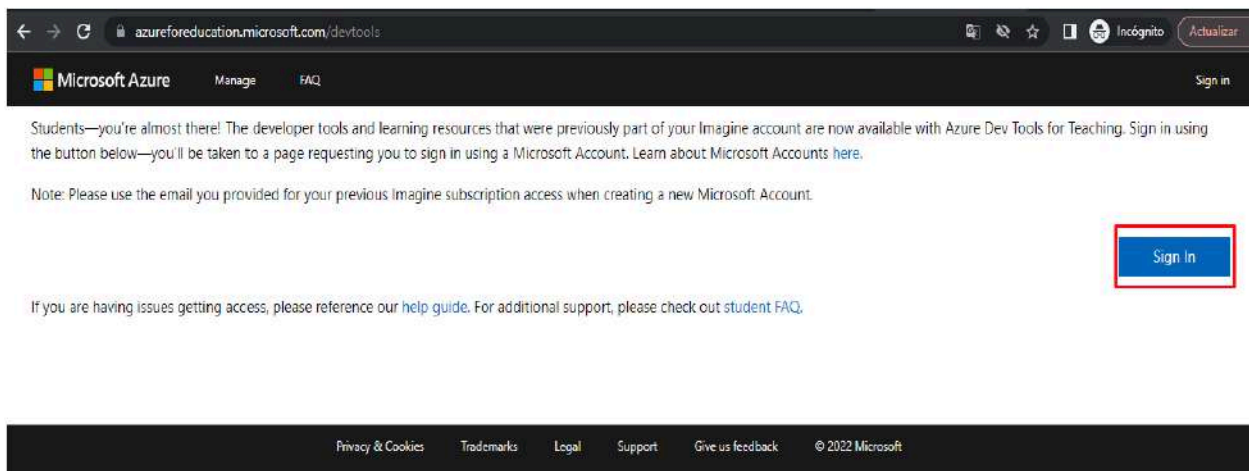 azureforeducation.microsoft.com/devtools
Incógnito
Actualizar
Microsoft Azure
Manage
FAQ
Sign in
Students—you're almost there! The developer tools and learning resources that were previously part of your Imagine account are now available with Azure Dev Tools for Teaching. Sign in using
the button below—you'll be taken to a page requesting you to sign in using a Microsoft Account. Learn about Microsoft Accounts here.
Note: Please use the email you provided for your previous Imagine subscription access when creating a new Microsoft Account.
Sign In
If you are having issues getting access, please reference our help guide. For additional support, please check out student FAQ.
Privacy & Cookies
Trademarks
Legal
Support
Give us feedback
© 2022 Microsoft